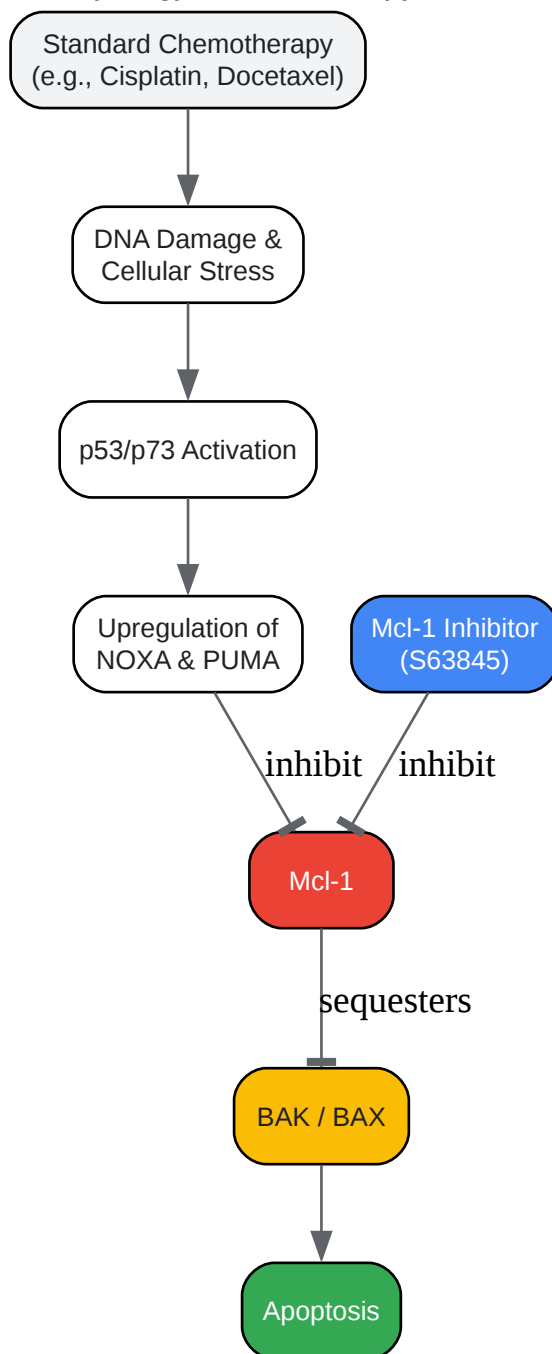 Standard Chemotherapy
(e.g., Cisplatin, Docetaxel)
DNA Damage &
Cellular Stress
p53/p73 Activation
Upregulation of
NOXA & PUMA
Mcl-1 Inhibitor
(S63845)
inhibit
inhibit
Mcl-1
sequesters
BAK / BAX
Apoptosis